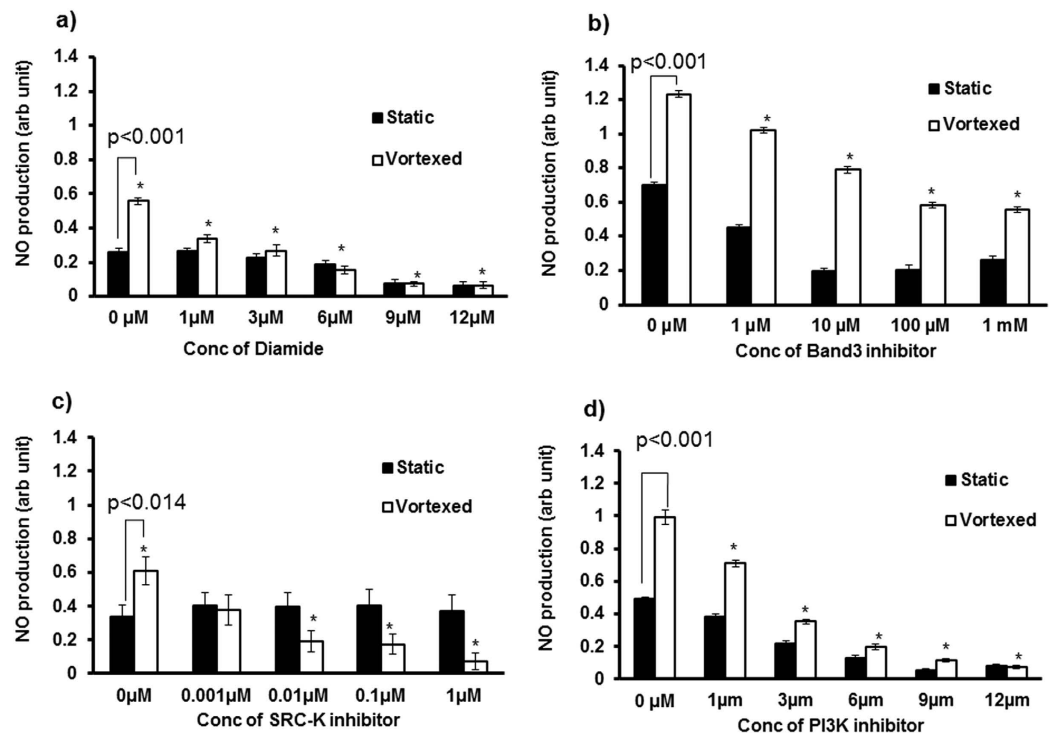 a)
NO production (arb unit)
1.4
1.2
1
0.8
0.6
0.4
0.2
0
p<0.001
*
*
*
*
*
*
Static
Vortexed
0 µM 1µM 3µM 6µM 9µM 12µM
Conc of Diamide
b)
NO production (arb unit)
1.4
1.2
1
0.8
0.6
0.4
0.2
0
p<0.001
*
*
*
*
Static
Vortexed
0 µM 1 µM 10 µM 100 µM 1 mM
Conc of Band3 inhibitor
c)
NO production (arb unit)
1.4
1.2
1
0.8
0.6
0.4
0.2
0
p<0.014
*
*
*
*
Static
Vortexed
0µM 0.001µM 0.01µM 0.1µM 1µM
Conc of SRC-K inhibitor
d)
NO production (arb unit)
1.4
1.2
1
0.8
0.6
0.4
0.2
0
p<0.001
*
*
*
*
*
Static
Vortexed
0 µM 1µm 3µm 6µm 9µm 12µm
Conc of PI3K inhibitor